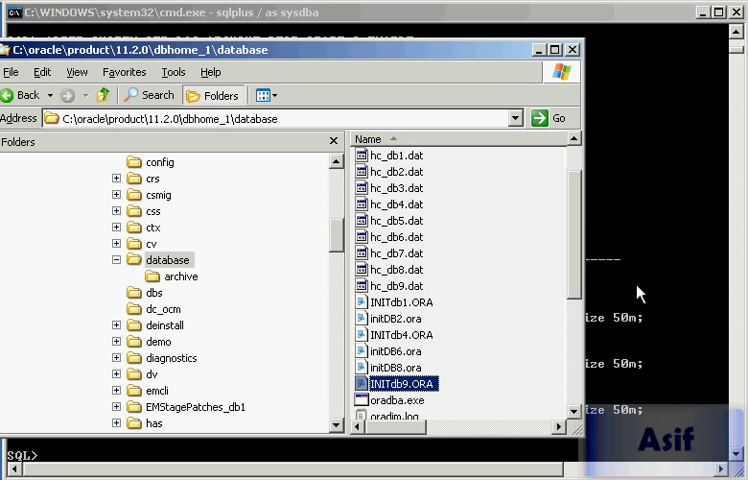 C:\WINDOWS\system32\cmd.exe - sqlplus / as sysdba
C:\oracle\product\11.2.0\dbhome_1\database
File Edit View Favorites Tools Help
Back Search Folders
Address C:\oracle\product\11.2.0\dbhome_1\database Go
Folders
config
crs
csmig
css
ctx
cv
database
archive
dbs
dc_ocm
deinstall
demo
diagnostics
dv
emcli
EMStagePatches_db1
has
Name
hc_db1.dat
hc_db2.dat
hc_db3.dat
hc_db4.dat
hc_db5.dat
hc_db6.dat
hc_db7.dat
hc_db8.dat
hc_db9.dat
INITdb1.ORA
initDB2.ora
INITdb4.ORA
initDB6.ora
initDB8.ora
INITdb9.ORA
oradba.exe
oradim.log
ize 50m;
ize 50m;
ize 50m;
SQL>
Asif